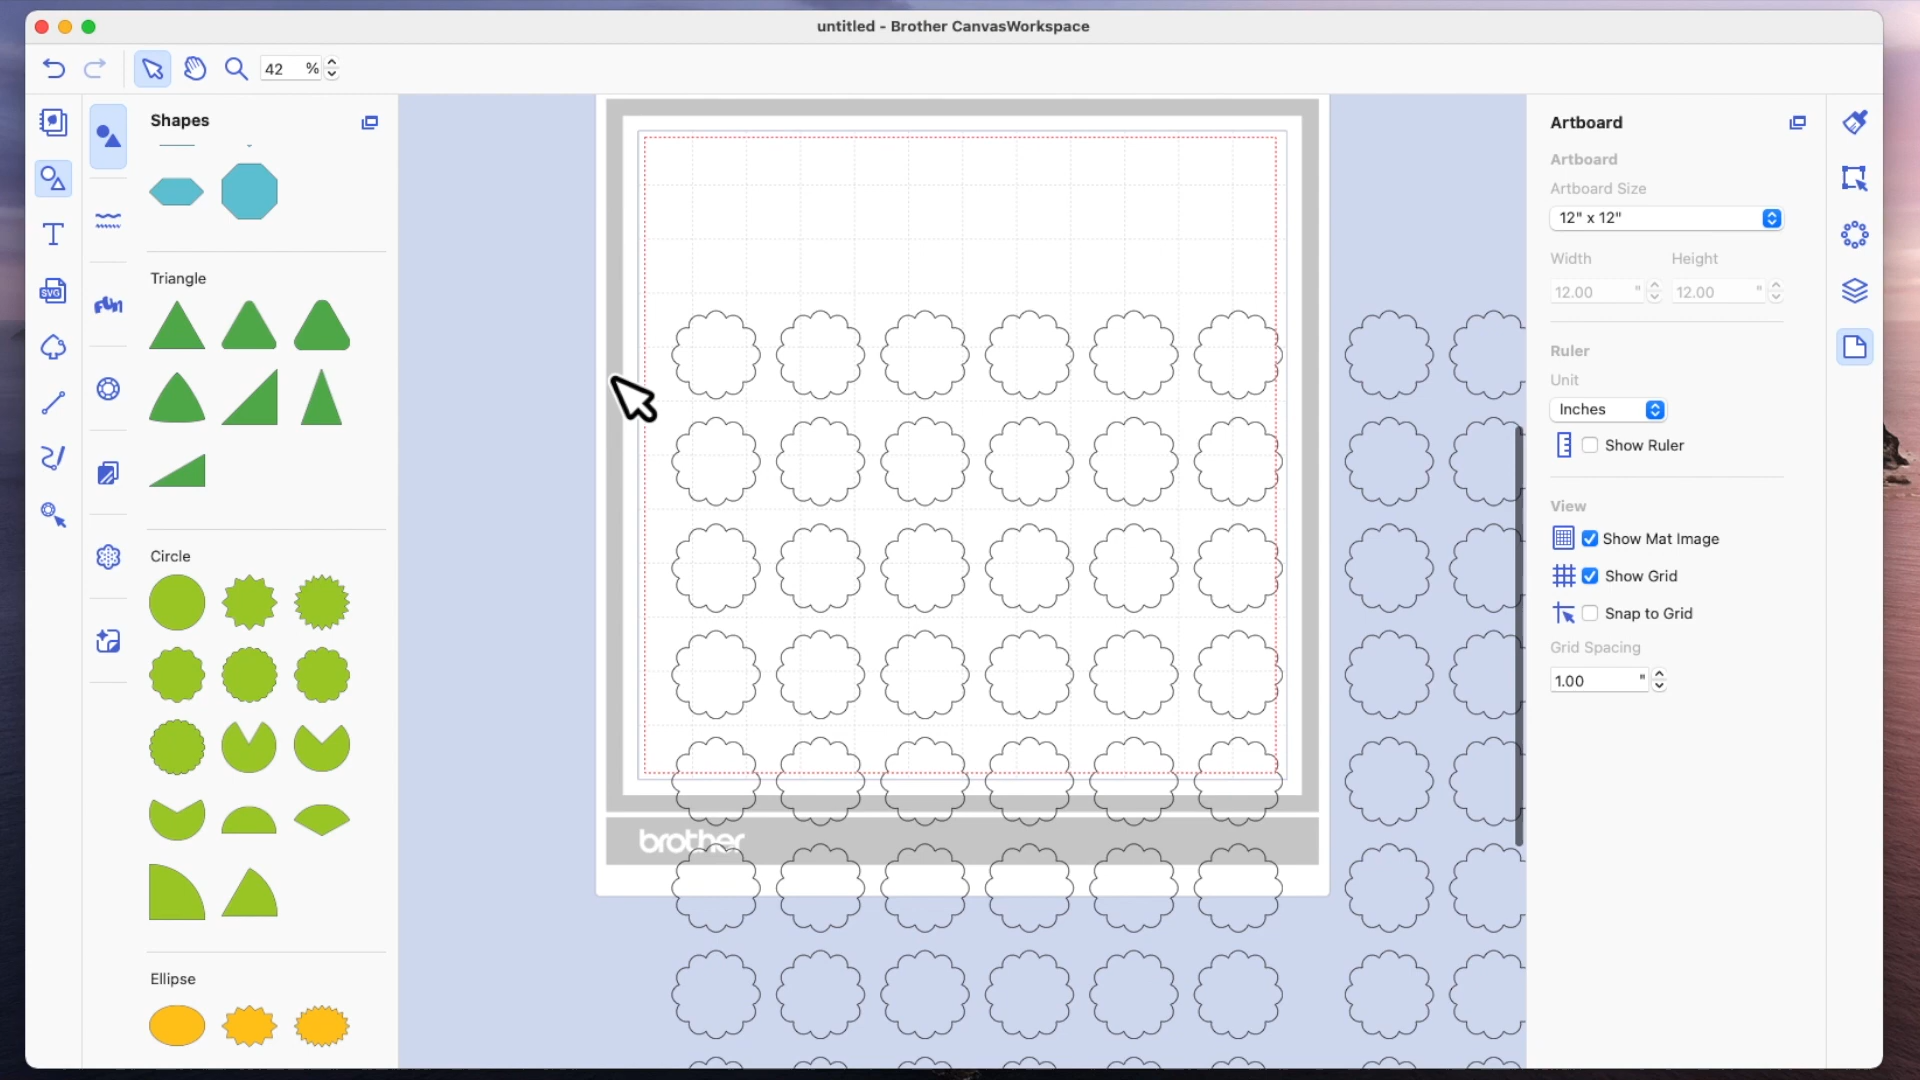 untitled - Brother CanvasWorkspace
42 %
Shapes
Triangle
Circle
Ellipse
T
SVG
Fun
brother
Artboard
Artboard
Artboard Size
12" x 12"
Width Height
12.00 " 12.00 "
Ruler
Unit
Inches
Show Ruler
View
Show Mat Image
Show Grid
Snap to Grid
Grid Spacing
1.00 "